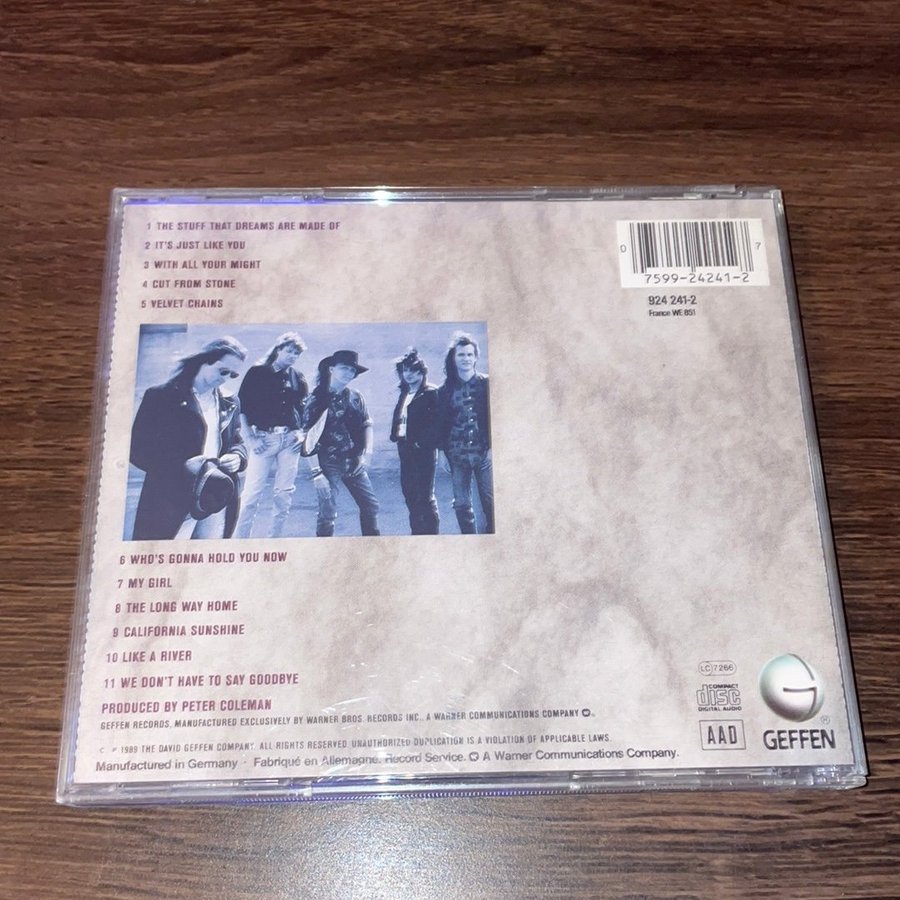 1 THE STUFF THAT DREAMS ARE MADE OF
2 IT'S JUST LIKE YOU
3 WITH ALL YOUR MIGHT
4 CUT FROM STONE
5 VELVET CHAINS
0 7599-24241-2 7
924 241-2
France WE 851
6 WHO'S GONNA HOLD YOU NOW
7 MY GIRL
8 THE LONG WAY HOME
9 CALIFORNIA SUNSHINE
10 LIKE A RIVER
11 WE DON'T HAVE TO SAY GOODBYE
PRODUCED BY PETER COLEMAN
GEFFEN RECORDS, MANUFACTURED EXCLUSIVELY BY WARNER BROS. RECORDS INC., A WARNER COMMUNICATIONS COMPANY
C P 1989 THE DAVID GEFFEN COMPANY. ALL RIGHTS RESERVED. UNAUTHORIZED DUPLICATION IS A VIOLATION OF APPLICABLE LAWS.
Manufactured in Germany · Fabriqué en Allemagne. Record Service. A Warner Communications Company.
LC 7266
COMPACT
disc
DIGITAL AUDIO
AAD
G
GEFFEN
®